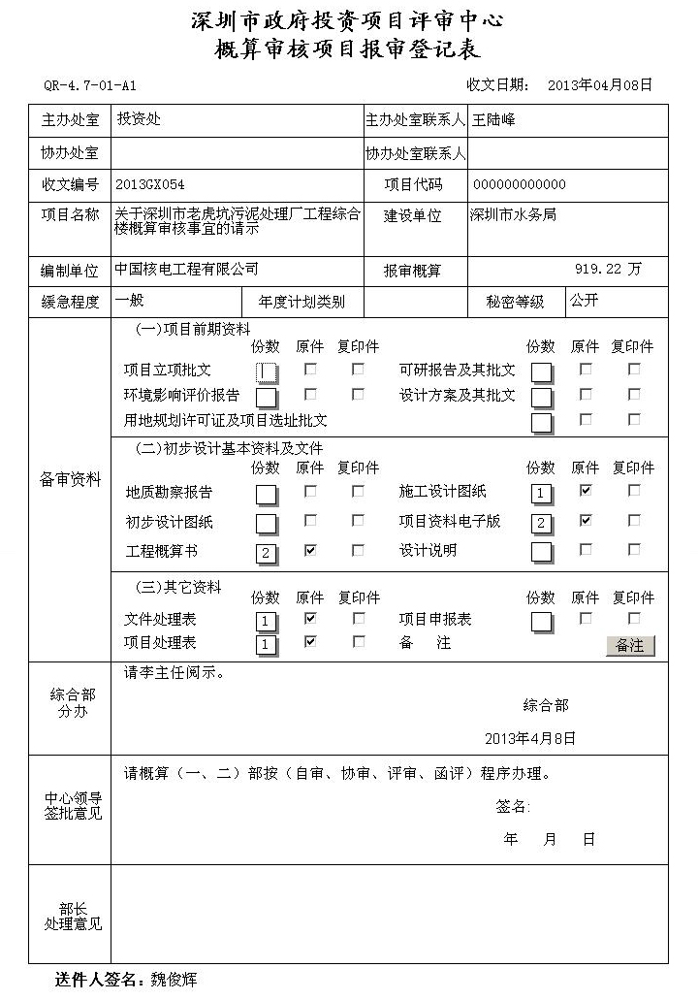 深圳市政府投资项目评审中心
概算审核项目报审登记表
QR-4.7-01-A1 收文日期： 2013年04月08日
主办处室 投资处 主办处室联系人 王陆峰
协办处室 协办处室联系人
收文编号 2013GX054 项目代码 000000000000
项目名称 关于深圳市老虎坑污泥处理厂工程综合 建设单位 深圳市水务局
楼概算审核事宜的请示
编制单位 中国核电工程有限公司 报审概算 919.22 万
缓急程度 一般 年度计划类别 秘密等级 公开
备审资料
(一)项目前期资料
份数 原件 复印件 份数 原件 复印件
项目立项批文 可研报告及其批文
环境影响评价报告 设计方案及其批文
用地规划许可证及项目选址批文
(二)初步设计基本资料及文件
份数 原件 复印件 份数 原件 复印件
地质勘察报告 施工设计图纸 1
初步设计图纸 项目资料电子版 2
工程概算书 2 设计说明
(三)其它资料
份数 原件 复印件 份数 原件 复印件
文件处理表 1 项目申报表
项目处理表 1 备 注 备注
综合部
分办
请李主任阅示。
综合部
2013年4月8日
中心领导
签批意见
请概算（一、二）部按（自审、协审、评审、函评）程序办理。
签名:
年 月 日
部长
处理意见
送件人签名：魏俊辉